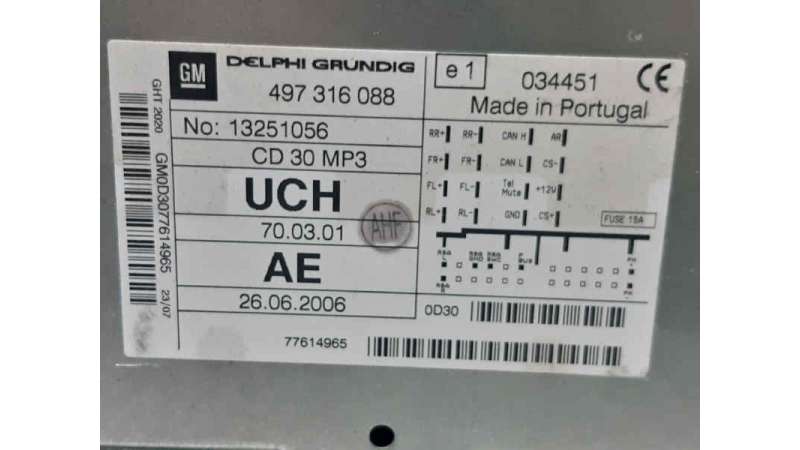 GM DELPHI GRUNDIG
497 316 088
No: 13251056
CD 30 MP3
UCH
70.03.01
AE
26.06.2006
77614965
GHT 2020
GM0D3077614965 23/07
AHF
e 1 034451 CE
Made in Portugal
RR+ RR- CAN H AR
FR+ FR- CAN L CS-
FL+ FL- Tel Mute +12V
RL+ RL- GND CS+
FUSE 15A
0D30